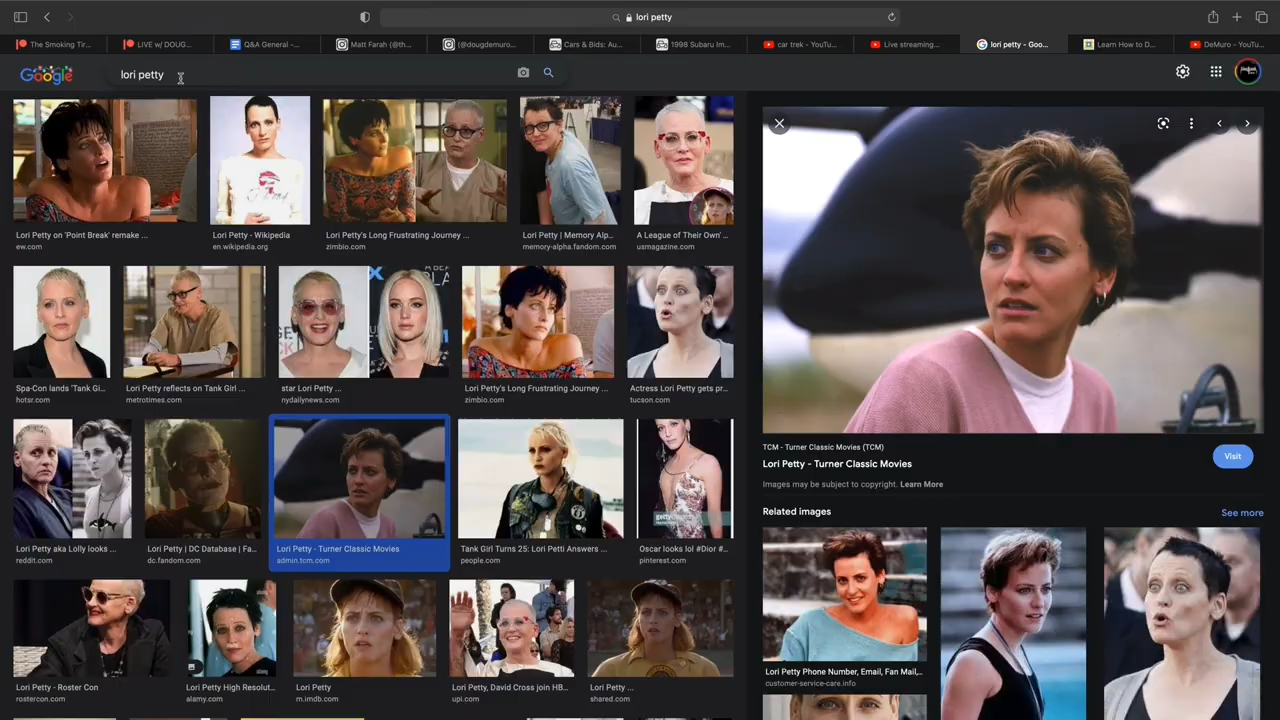 lori petty
The Smoking Tir...
LIVE w/ DOUG...
Q&A General -...
Matt Farah (@th...
(@dougdemuro...
Cars & Bids: Au...
1998 Subaru Im...
car trek - YouTu...
Live streaming...
lori petty - Goo...
Learn How to D...
DeMuro - YouTu...
Google
lori petty
Lori Petty on 'Point Break' remake ...
ew.com
Lori Petty - Wikipedia
en.wikipedia.org
Lori Petty's Long Frustrating Journey ...
zimbio.com
Lori Petty | Memory Alp...
memory-alpha.fandom.com
A League of Their Own' ...
usmagazine.com
Spa-Con lands 'Tank Gi...
hotsr.com
Lori Petty reflects on Tank Girl ...
metrotimes.com
star Lori Petty ...
nydailynews.com
Lori Petty's Long Frustrating Journey ...
zimbio.com
Actress Lori Petty gets pr...
tucson.com
Lori Petty aka Lolly looks ...
reddit.com
Lori Petty | DC Database | Fa...
dc.fandom.com
Lori Petty - Turner Classic Movies
admin.tcm.com
Tank Girl Turns 25: Lori Petti Answers ...
people.com
gettyimages
Oscar looks lol #Dior #...
pinterest.com
Lori Petty - Roster Con
rostercon.com
Lori Petty High Resolut...
alamy.com
Lori Petty
m.imdb.com
Lori Petty, David Cross join HB...
upi.com
Lori Petty ...
shared.com
TCM - Turner Classic Movies (TCM)
Lori Petty - Turner Classic Movies
Visit
Images may be subject to copyright. Learn More
Related images
See more
Lori Petty Phone Number, Email, Fan Mail,...
customer-service-care.info